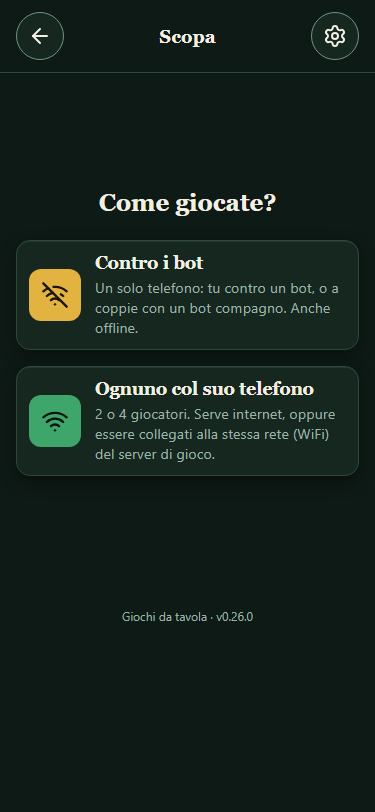 Scopa
Come giocate?
Contro i bot
Un solo telefono: tu contro un bot, o a
coppie con un bot compagno. Anche
offline.
Ognuno col suo telefono
2 o 4 giocatori. Serve internet, oppure
essere collegati alla stessa rete (WiFi)
del server di gioco.
Giochi da tavola · v0.26.0